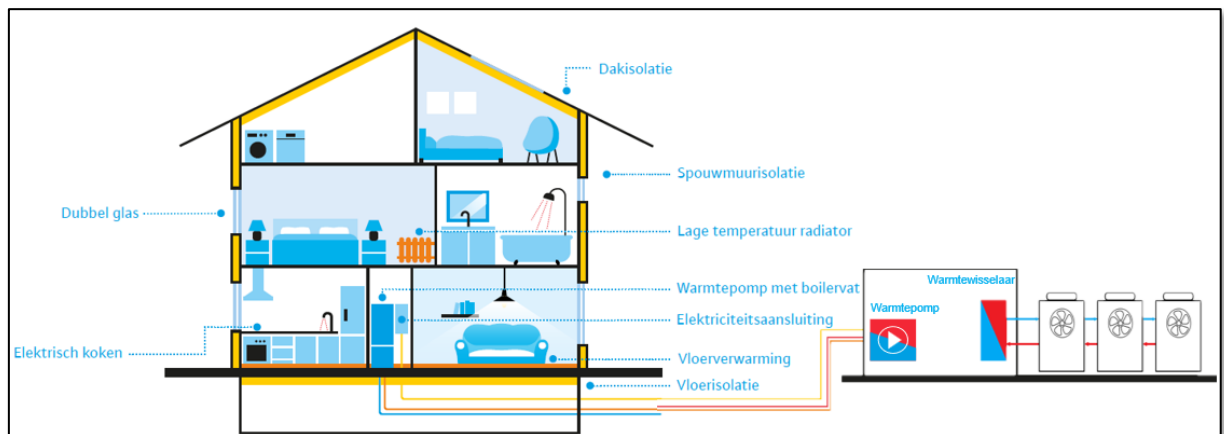 Dakisolatie
Spouwmuurisolatie
Dubbel glas
Lage temperatuur radiator
Warmtewisselaar
Warmtepomp met boilervat
Warmtepomp
Elektriciteitsaansluiting
Elektrisch koken
Vloerverwarming
Vloerisolatie